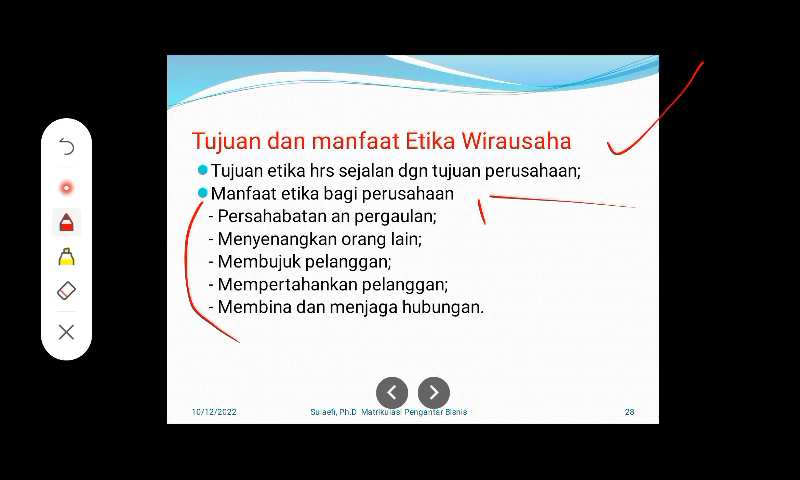 Tujuan dan manfaat Etika Wirausaha
Tujuan etika hrs sejalan dgn tujuan perusahaan;
Manfaat etika bagi perusahaan
- Persahabatan an pergaulan;
- Menyenangkan orang lain;
- Membujuk pelanggan;
- Mempertahankan pelanggan;
- Membina dan menjaga hubungan.
10/12/2022 Sulaefi, Ph.D Matrikulasi Pengantar Bisnis 28